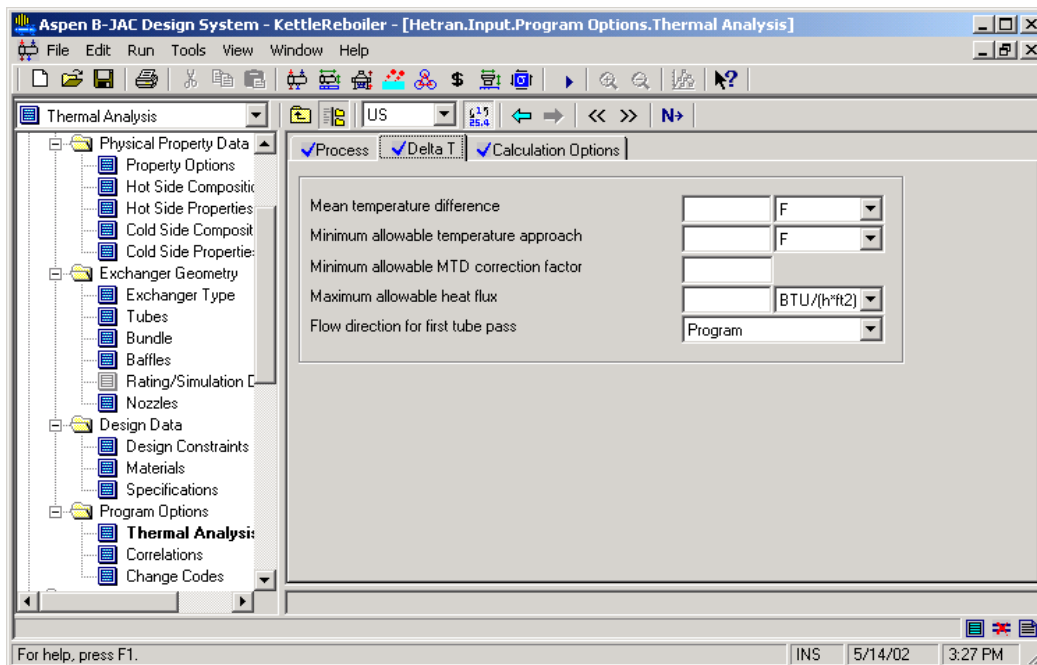 Aspen B-JAC Design System - KettleReboiler - [Hetran.Input.Program Options.Thermal Analysis]
File Edit Run Tools View Window Help
Thermal Analysis US N
Physical Property Data
Property Options
Hot Side Compositic
Hot Side Properties
Cold Side Composit
Cold Side Propertie
Exchanger Geometry
Exchanger Type
Tubes
Bundle
Baffles
Rating/Simulation D
Nozzles
Design Data
Design Constraints
Materials
Specifications
Program Options
Thermal Analysis
Correlations
Change Codes
Process Delta T Calculation Options
Mean temperature difference F
Minimum allowable temperature approach F
Minimum allowable MTD correction factor
Maximum allowable heat flux BTU/(h*ft2)
Flow direction for first tube pass Program
For help, press F1. INS 5/14/02 3:27 PM